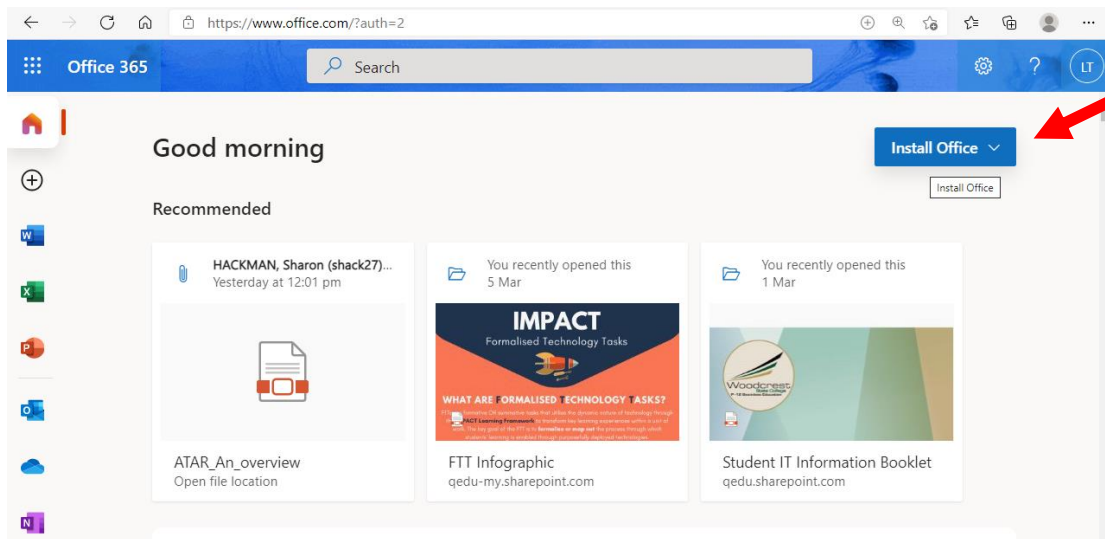 https://www.office.com/?auth=2
Office 365
Search
?
LT
Good morning
Install Office
Install Office
Recommended
HACKMAN, Sharon (shack27)...
Yesterday at 12:01 pm
You recently opened this
5 Mar
You recently opened this
1 Mar
IMPACT
Formalised Technology Tasks
WHAT ARE FORMALISED TECHNOLOGY TASKS?
Woodcrest
State College
ATAR_An_overview
Open file location
FTT Infographic
qedu-my.sharepoint.com
Student IT Information Booklet
qedu.sharepoint.com
W
X
P
N